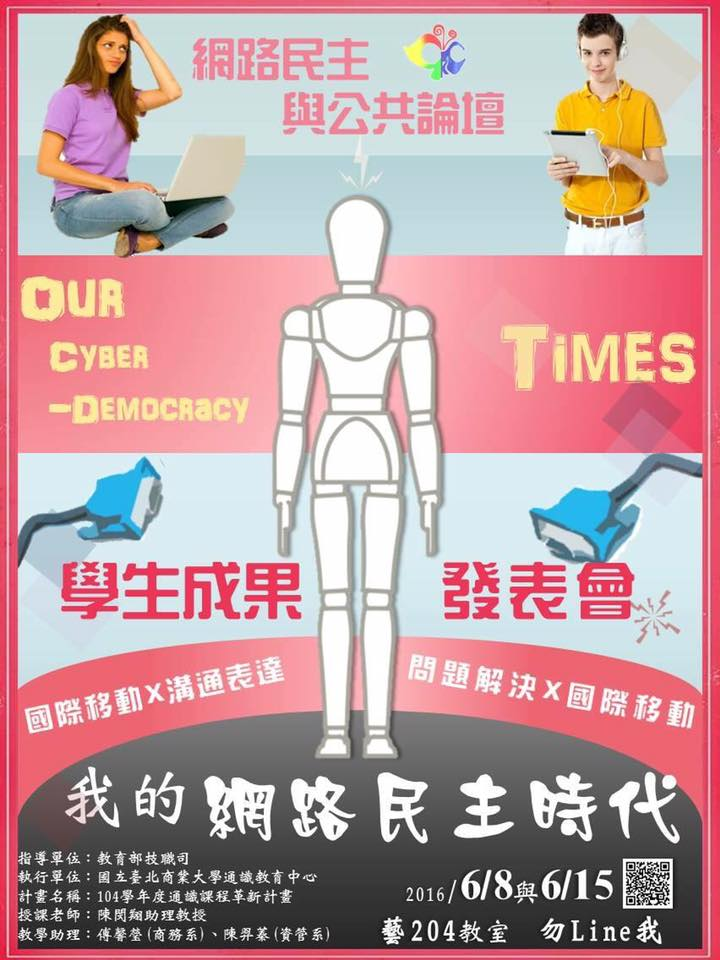 網路民主
與公共論壇
OUR
CYBER
-DEMOCRACY
TIMES
學生成果
發表會
國際移動X溝通表達
問題解決X國際移動
我的網路民主時代
指導單位：教育部技職司
執行單位：國立臺北商業大學通識教育中心
計畫名稱：104學年度通識課程革新計畫
授課老師：陳閔翔助理教授
教學助理：傅馨瑩(商務系)、陳羿蓁(資管系)
2016/6/8與6/15
藝204教室 勿Line我